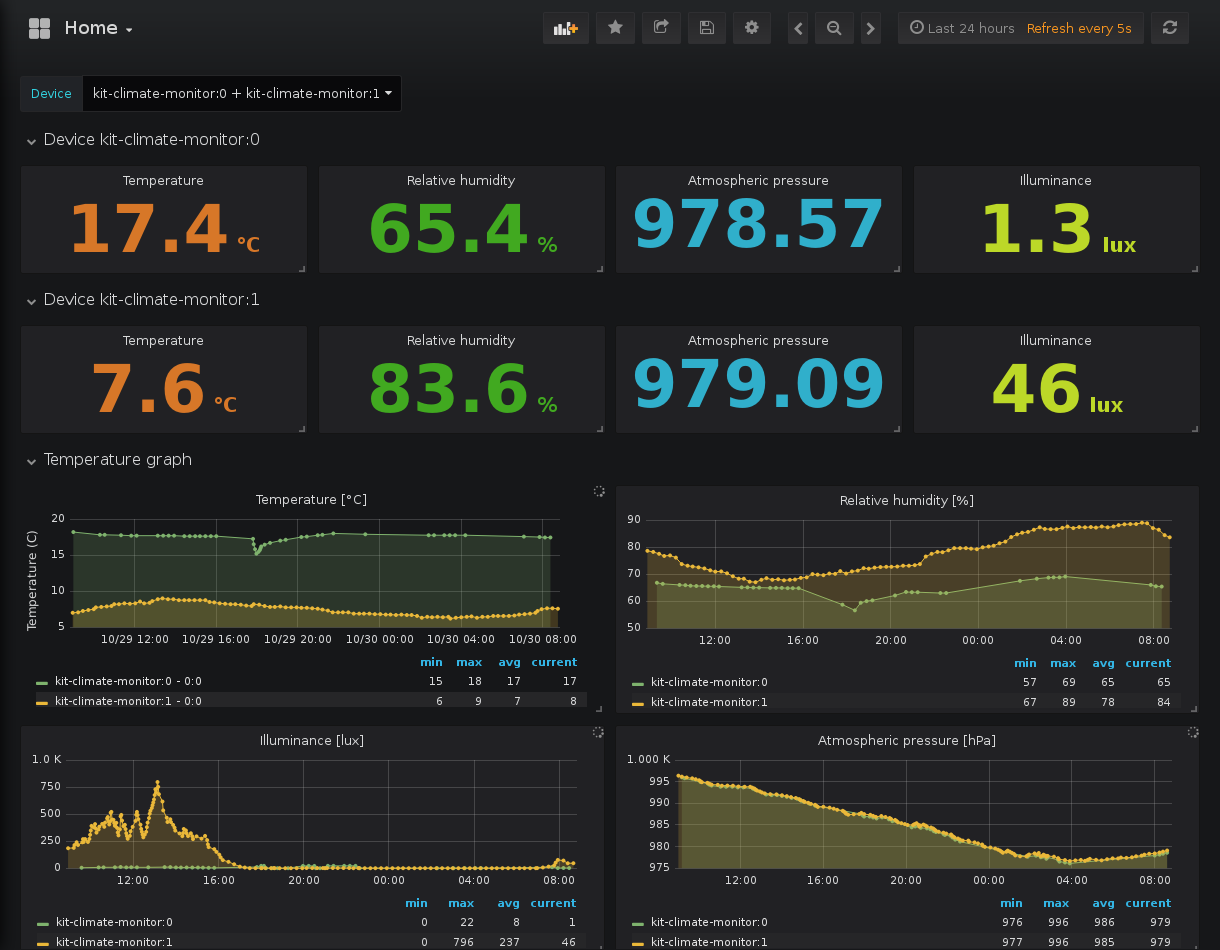 Home
Last 24 hours Refresh every 5s
Device kit-climate-monitor:0 + kit-climate-monitor:1
Device kit-climate-monitor:0
Temperature Relative humidity Atmospheric pressure Illuminance
17.4 °C 65.4 % 978.57 1.3 lux
Device kit-climate-monitor:1
Temperature Relative humidity Atmospheric pressure Illuminance
7.6 °C 83.6 % 979.09 46 lux
Temperature graph
Temperature [°C]
Temperature (C)
20
15
10
5
10/29 12:00 10/29 16:00 10/29 20:00 10/30 00:00 10/30 04:00 10/30 08:00
min max avg current
kit-climate-monitor:0 - 0:0 15 18 17 17
kit-climate-monitor:1 - 0:0 6 9 7 8
Relative humidity [%]
90
80
70
60
50
12:00 16:00 20:00 00:00 04:00 08:00
min max avg current
kit-climate-monitor:0 57 69 65 65
kit-climate-monitor:1 67 89 78 84
Illuminance [lux]
1.0 K
750
500
250
0
12:00 16:00 20:00 00:00 04:00 08:00
min max avg current
kit-climate-monitor:0 0 22 8 1
kit-climate-monitor:1 0 796 237 46
Atmospheric pressure [hPa]
1.000 K
995
990
985
980
975
12:00 16:00 20:00 00:00 04:00 08:00
min max avg current
kit-climate-monitor:0 976 996 986 979
kit-climate-monitor:1 977 996 985 979